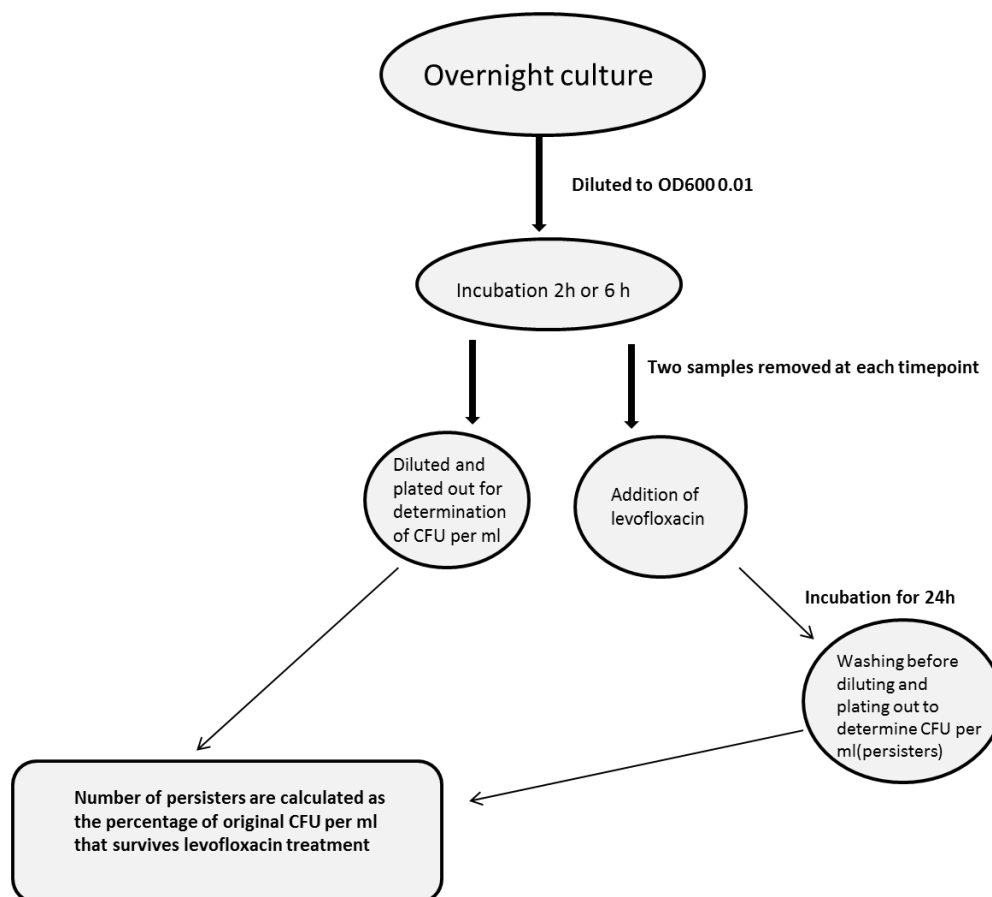 Overnight culture
Diluted to OD600 0.01
Incubation 2h or 6 h
Two samples removed at each timepoint
Diluted and
plated out for
determination
of CFU per ml
Addition of
levofloxacin
Incubation for 24h
Washing before
diluting and
plating out to
determine CFU per
ml(persisters)
Number of persisters are calculated as
the percentage of original CFU per ml
that survives levofloxacin treatment